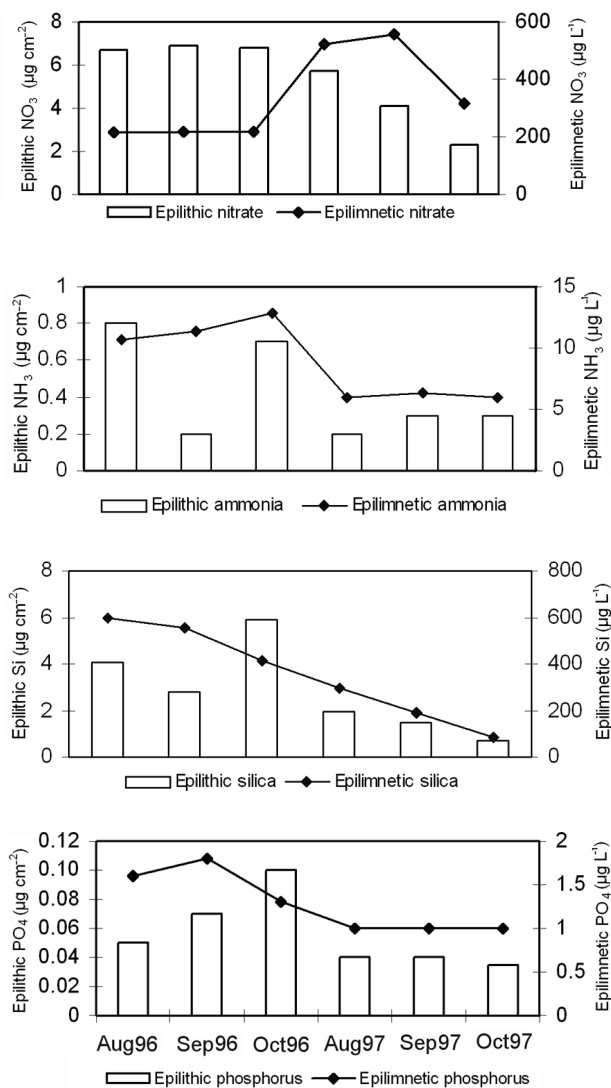 Epilithic NO3 (µg cm–2)
8
6
4
2
0
600
400
200
0
Epilimnetic NO3 (µg L-1)
Epilithic nitrate
Epilimnetic nitrate
Epilithic NH3 (µg cm–2)
1
0.8
0.6
0.4
0.2
0
15
10
5
0
Epilimnetic NH3 (µg L-1)
Epilithic ammonia
Epilimnetic ammonia
Epilithic Si (µg cm–2)
8
6
4
2
0
800
600
400
200
0
Epilimnetic Si (µg L-1)
Epilithic silica
Epilimnetic silica
Epilithic PO4 (µg cm–2)
0.12
0.10
0.08
0.06
0.04
0.02
0
2
1.5
1
0.5
0
Epilimnetic PO4 (µg L-1)
Aug96 Sep96 Oct96 Aug97 Sep97 Oct97
Epilithic phosphorus
Epilimnetic phosphorus